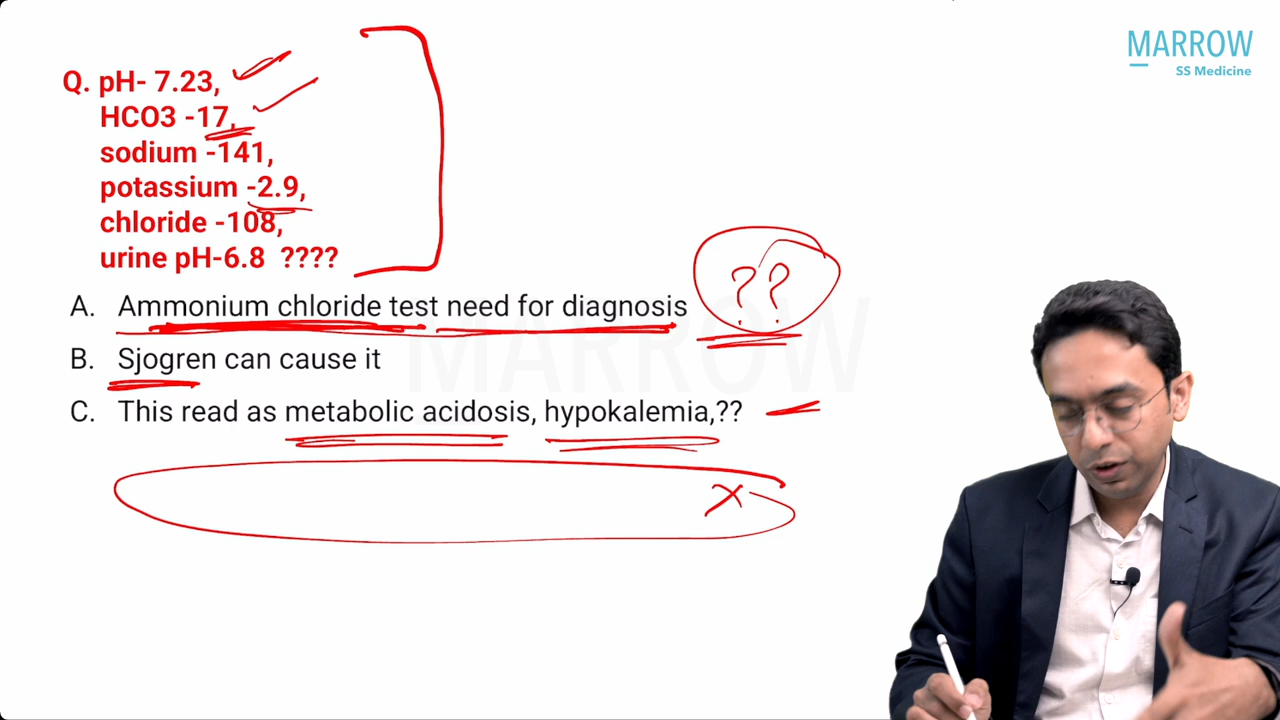 MARROW
SS Medicine
Q. pH- 7.23,
HCO3 -17,
sodium -141,
potassium -2.9,
chloride -108,
urine pH-6.8 ????
??
A. Ammonium chloride test need for diagnosis
B. Sjogren can cause it
C. This read as metabolic acidosis, hypokalemia,??
X
MARROW